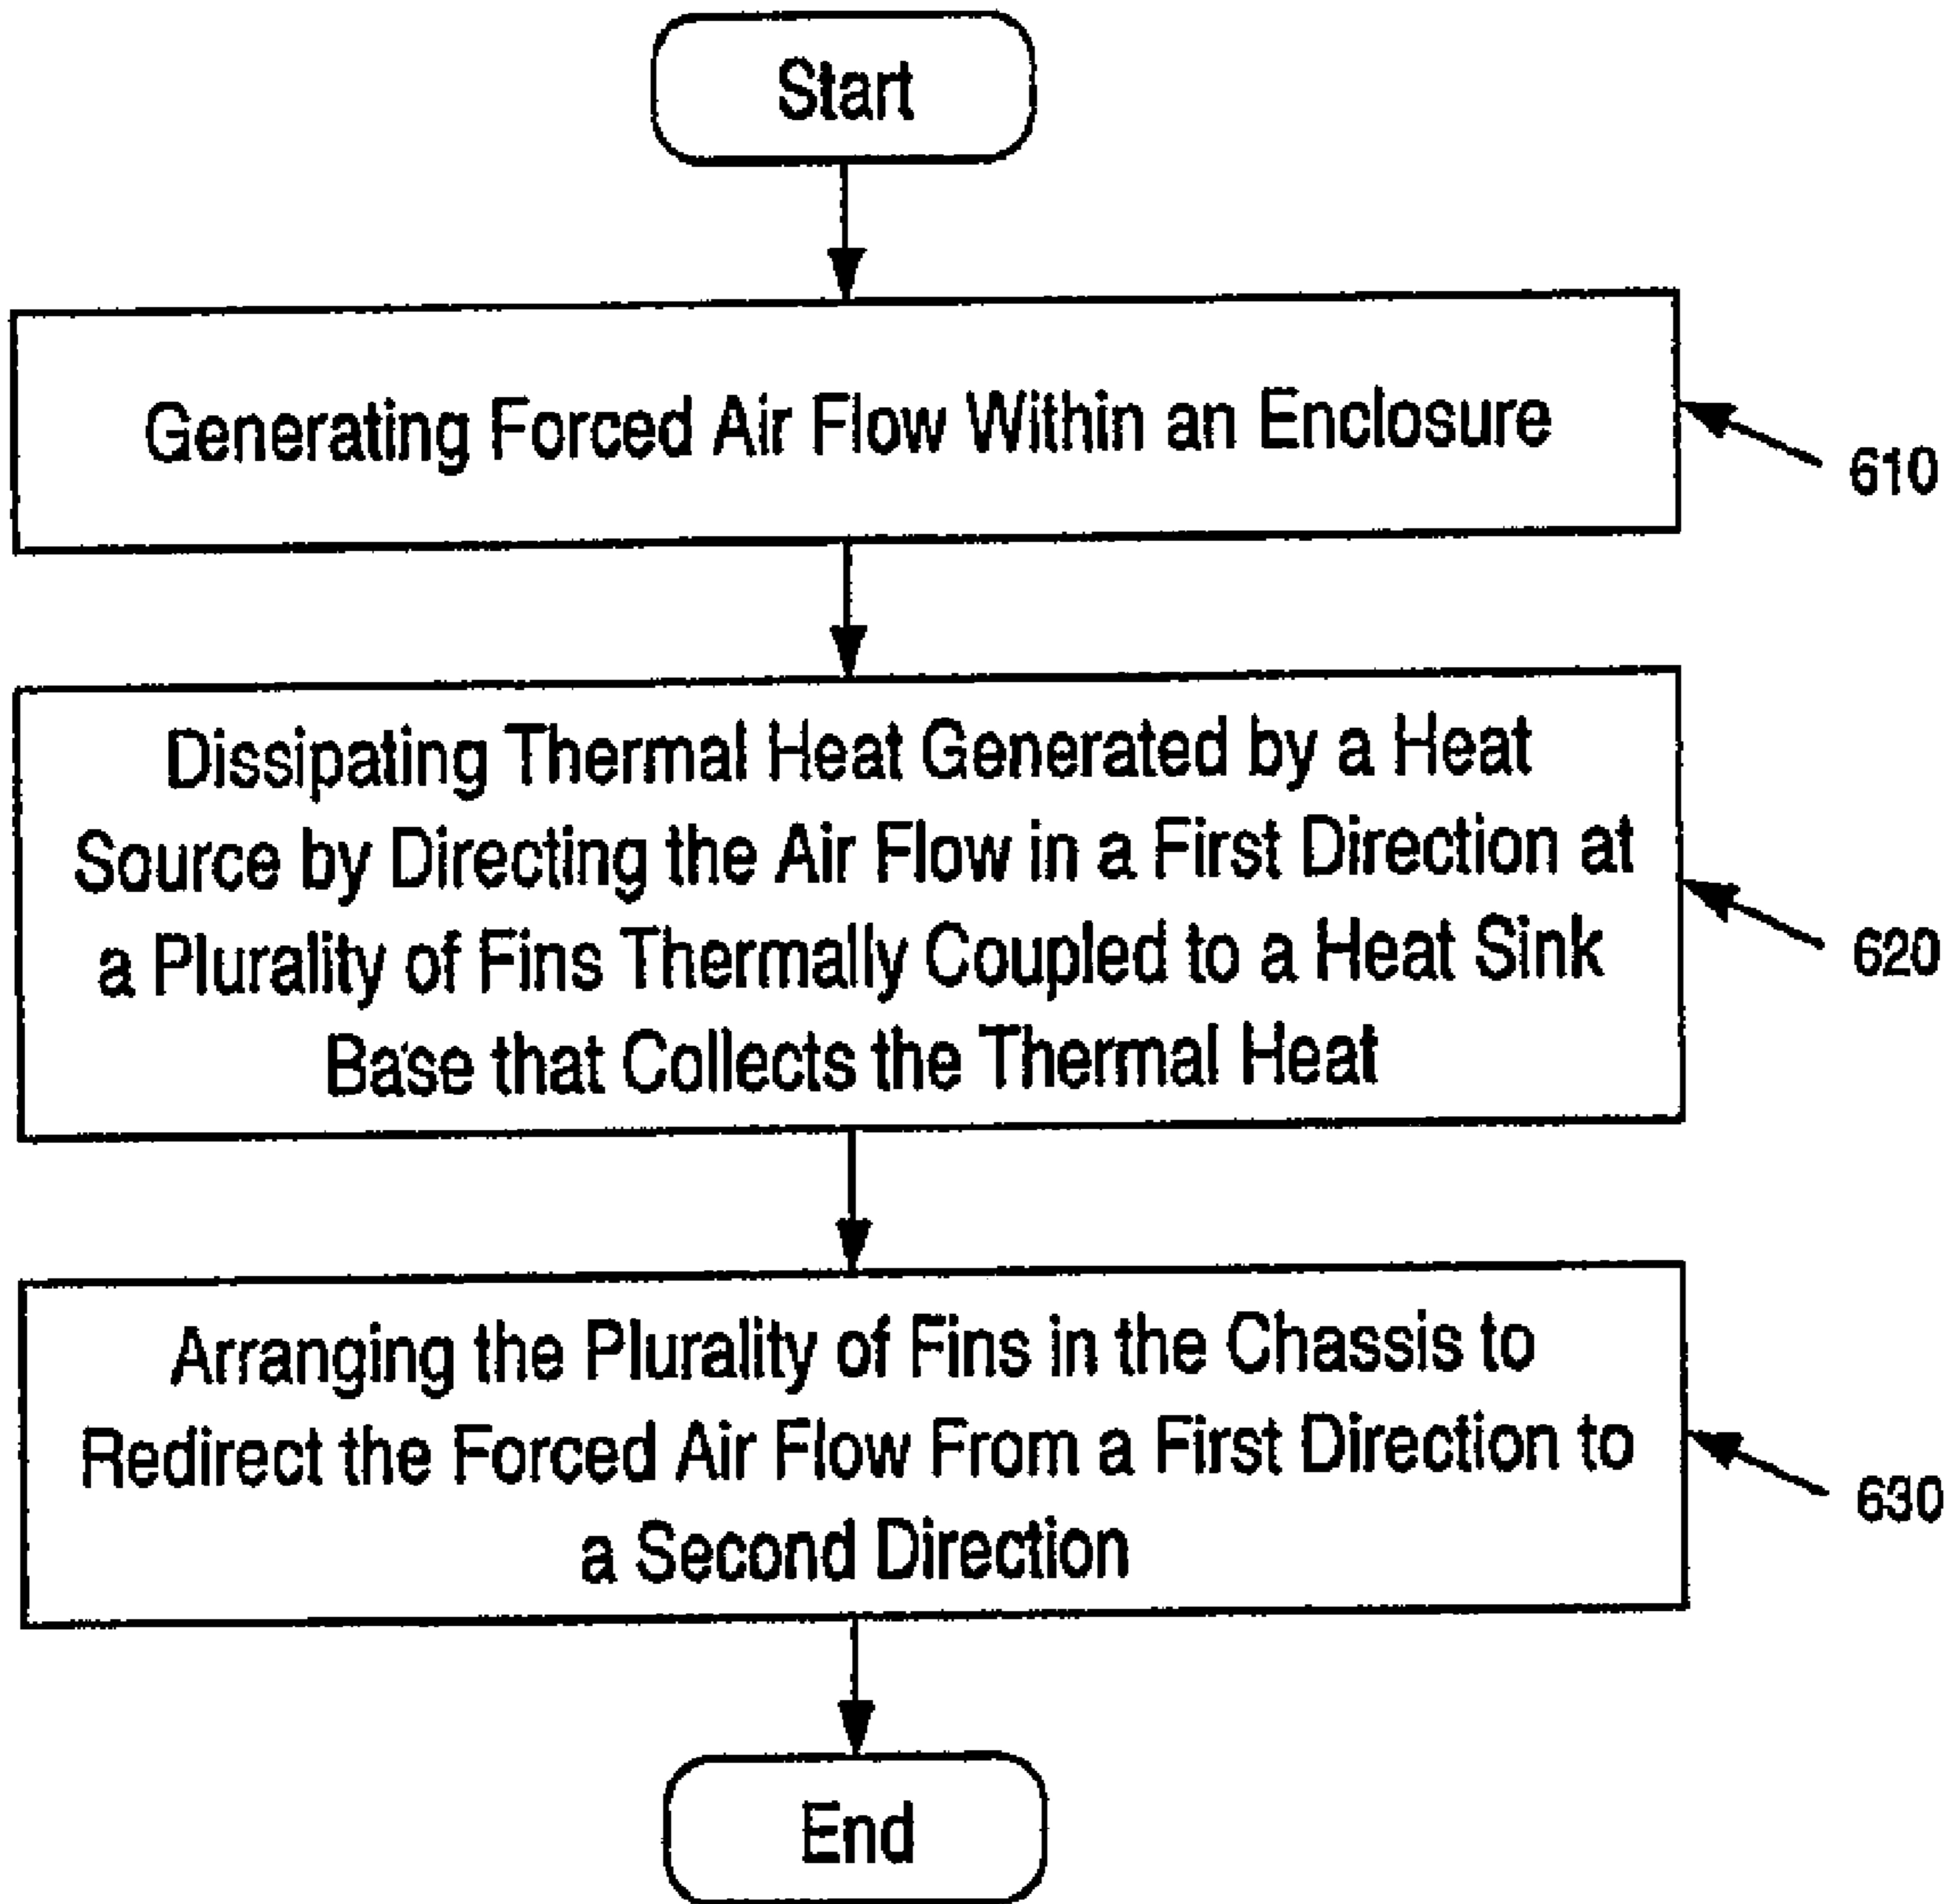 Start
Generating Forced Air Flow Within an Enclosure
610
Dissipating Thermal Heat Generated by a Heat
Source by Directing the Air Flow in a First Direction at
a Plurality of Fins Thermally Coupled to a Heat Sink
Base that Collects the Thermal Heat
620
Arranging the Plurality of Fins in the Chassis to
Redirect the Forced Air Flow From a First Direction to
a Second Direction
630
End